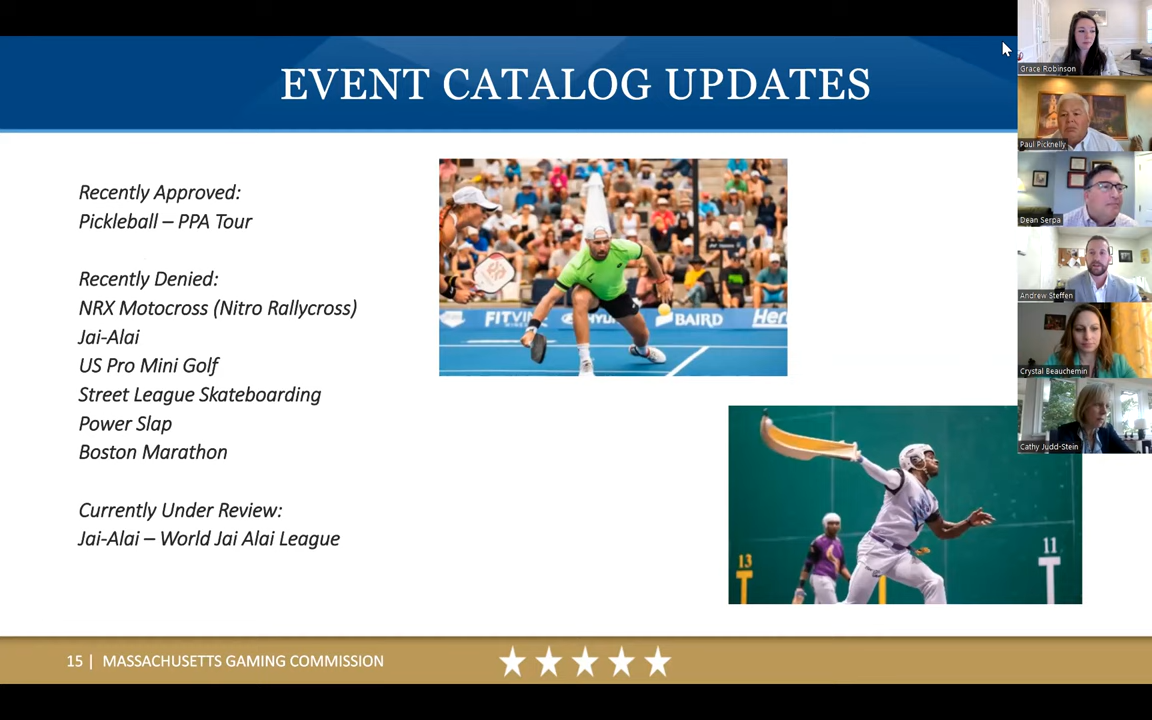 EVENT CATALOG UPDATES
Recently Approved:
Pickleball – PPA Tour
Recently Denied:
NRX Motocross (Nitro Rallycross)
Jai-Alai
US Pro Mini Golf
Street League Skateboarding
Power Slap
Boston Marathon
Currently Under Review:
Jai-Alai – World Jai Alai League
BAIRD
13
11
15 | MASSACHUSETTS GAMING COMMISSION
Grace Robinson
Paul Picknelly
Dean Serpa
Andrew Steffen
Crystal Beauchemin
Cathy Judd-Stein